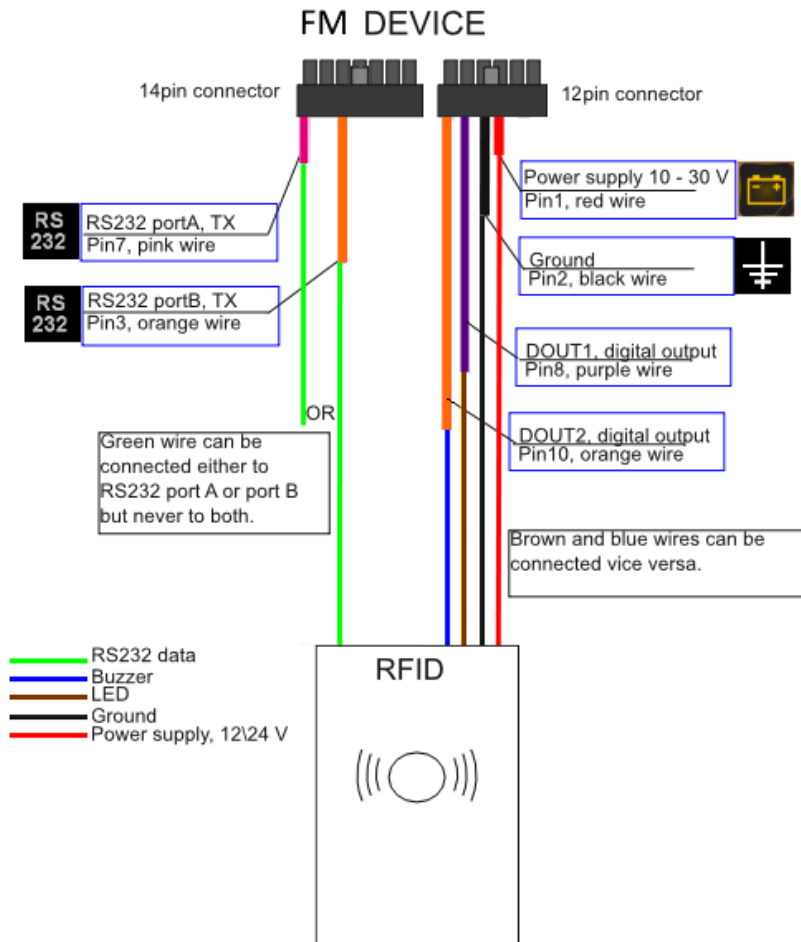 FM DEVICE
14pin connector
12pin connector
Power supply 10 - 30 V
Pin1, red wire
RS
232
RS232 portA, TX
Pin7, pink wire
Ground
Pin2, black wire
RS
232
RS232 portB, TX
Pin3, orange wire
DOUT1, digital output
Pin8, purple wire
OR
DOUT2, digital output
Pin10, orange wire
Green wire can be
connected either to
RS232 port A or port B
but never to both.
Brown and blue wires can be
connected vice versa.
RS232 data
Buzzer
LED
Ground
Power supply, 12\24 V
RFID